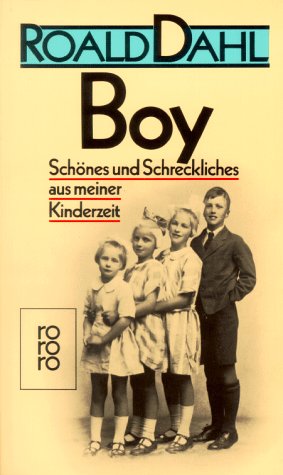 ROALD DAHL
Boy
Schönes und Schreckliches
aus meiner
Kinderzeit
ro
ro
ro